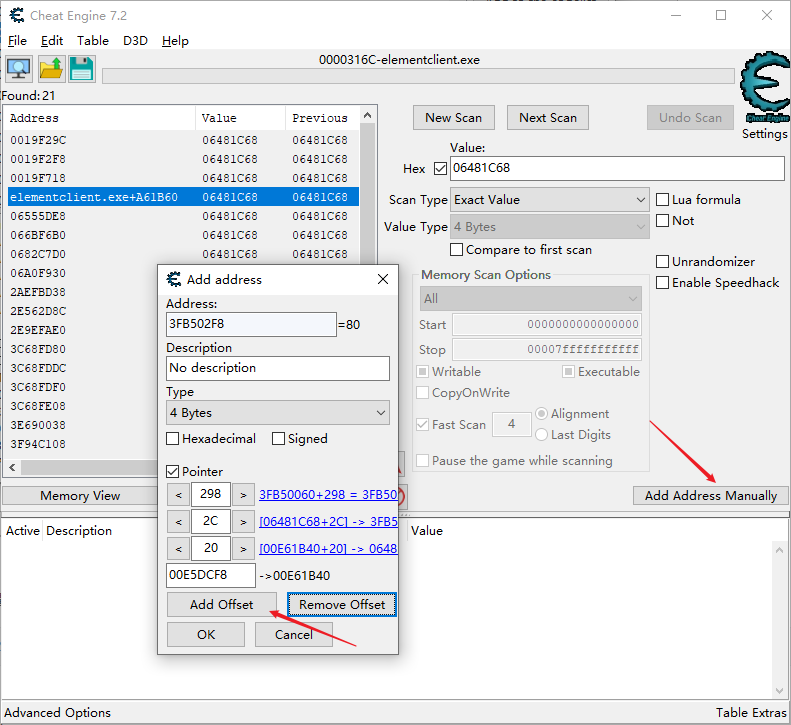 Cheat Engine 7.2
File Edit Table D3D Help
0000316C-elementclient.exe
Found: 21
Address Value Previous
0019F29C 06481C68 06481C68
0019F2F8 06481C68 06481C68
0019F718 06481C68 06481C68
elementclient.exe+A61B60 06481C68 06481C68
06555DE8 06481C68 06481C68
066BF6B0 06481C68 06481C68
0682C7D0 06481C68 06481C68
06A0F930
2AEFBD38
2E562D8C
2E9EFAE0
3C68FD80
3C68FDDC
3C68FDF0
3C68FE08
3E690038
3F94C108
Memory View
New Scan Next Scan Undo Scan
Cheat Engine
Settings
Value:
Hex 06481C68
Scan Type Exact Value
Value Type 4 Bytes
Compare to first scan
Lua formula
Not
Unrandomizer
Enable Speedhack
Memory Scan Options
All
Start 0000000000000000
Stop 00007fffffffffff
Writable Executable
CopyOnWrite
Fast Scan 4 Alignment
Last Digits
Pause the game while scanning
Add Address Manually
Add address
Address:
3FB502F8 =80
Description
No description
Type
4 Bytes
Hexadecimal Signed
Pointer
< 298 > 3FB50060+298 = 3FB50
< 2C > [06481C68+2C] -> 3FB5
< 20 > [00E61B40+20] -> 0648
00E5DCF8 ->00E61B40
Add Offset Remove Offset
OK Cancel
Active Description Value
Advanced Options Table Extras